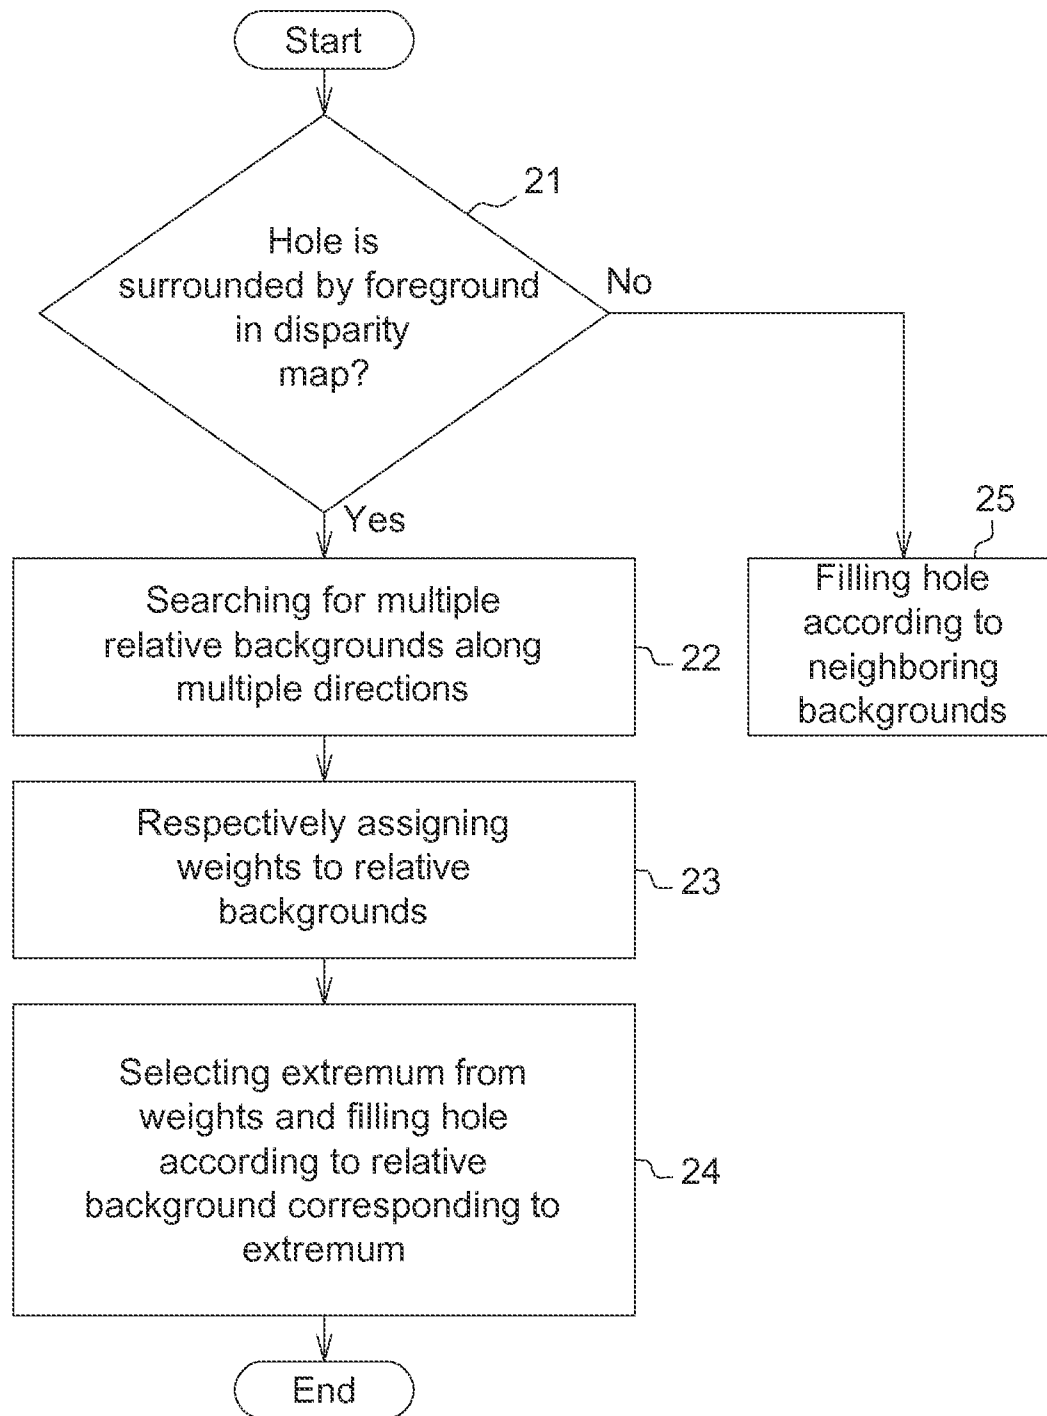 Start
21
Hole is
surrounded by foreground
in disparity
map?
No
Yes
25
Searching for multiple
relative backgrounds along
multiple directions
22
Filling hole
according to
neighboring
backgrounds
Respectively assigning
weights to relative
backgrounds
23
Selecting extremum from
weights and filling hole
according to relative
background corresponding to
extremum
24
End